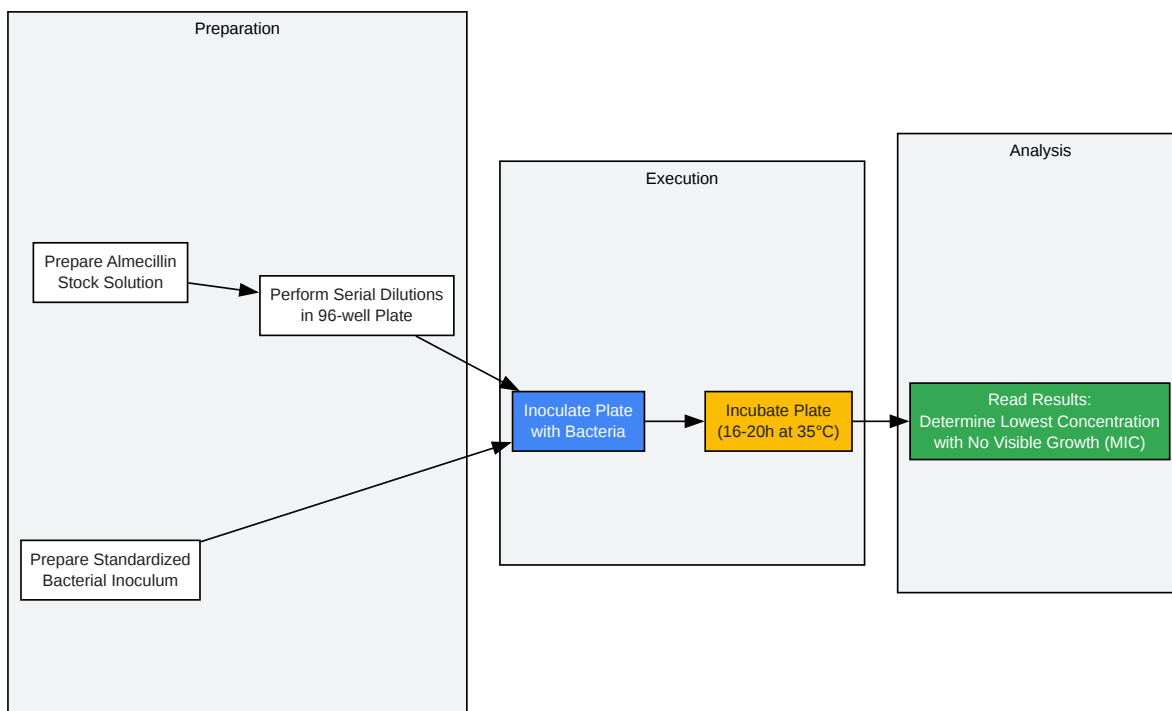 Preparation
Prepare Almecillin
Stock Solution
Perform Serial Dilutions
in 96-well Plate
Prepare Standardized
Bacterial Inoculum
Execution
Inoculate Plate
with Bacteria
Incubate Plate
(16-20h at 35°C)
Analysis
Read Results:
Determine Lowest Concentration
with No Visible Growth (MIC)